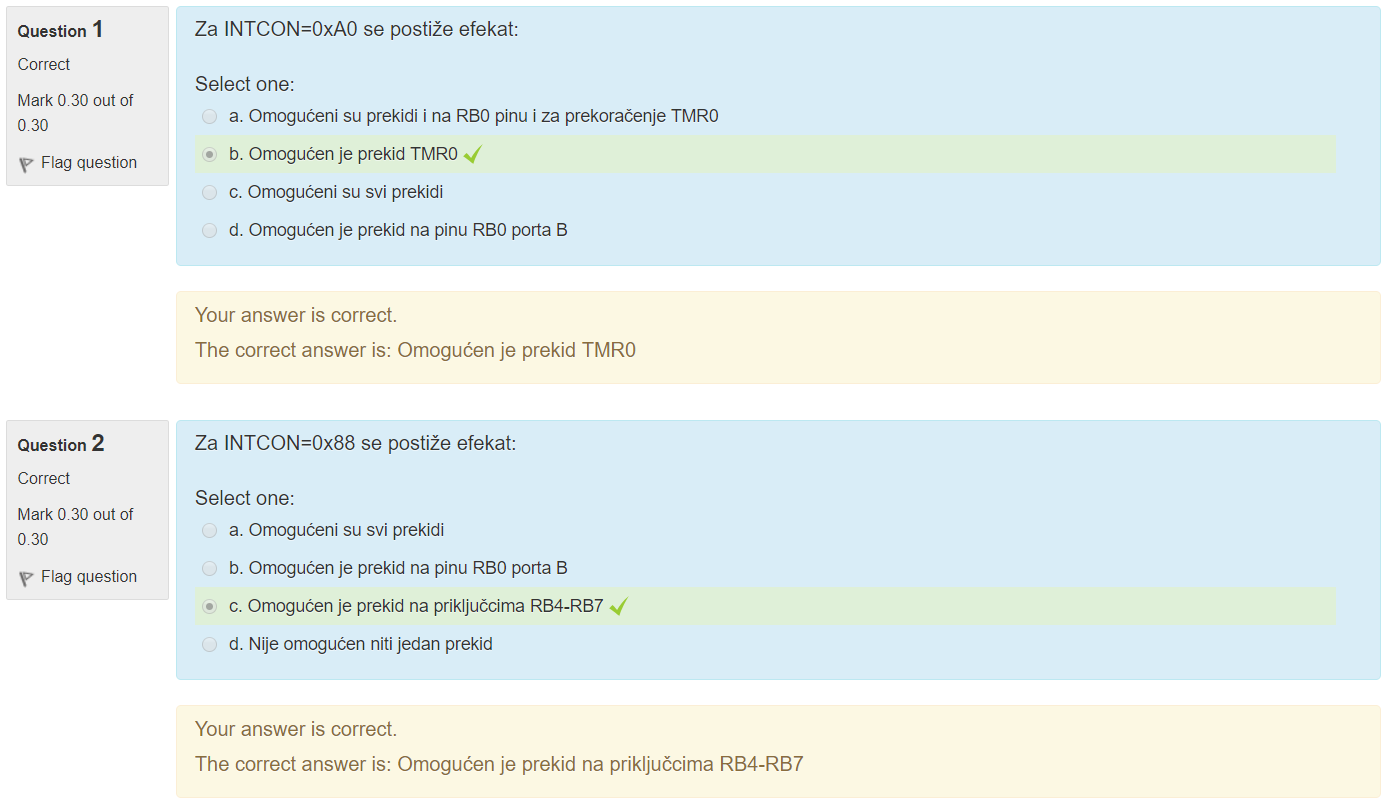 Question 1
Correct
Mark 0.30 out of
0.30
Flag question
Za INTCON=0xA0 se postiže efekat:
Select one:
a. Omogućeni su prekidi i na RB0 pinu i za prekoračenje TMR0
b. Omogućen je prekid TMR0
c. Omogućeni su svi prekidi
d. Omogućen je prekid na pinu RB0 porta B
Your answer is correct.
The correct answer is: Omogućen je prekid TMR0
Question 2
Correct
Mark 0.30 out of
0.30
Flag question
Za INTCON=0x88 se postiže efekat:
Select one:
a. Omogućeni su svi prekidi
b. Omogućen je prekid na pinu RB0 porta B
c. Omogućen je prekid na priključcima RB4-RB7
d. Nije omogućen niti jedan prekid
Your answer is correct.
The correct answer is: Omogućen je prekid na priključcima RB4-RB7